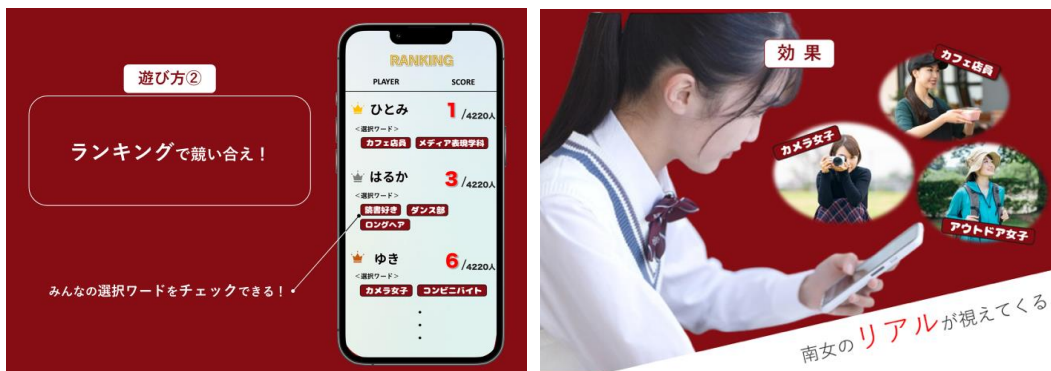 遊び方②
ランキングで競い合え！
みんなの選択ワードをチェックできる！
RANKING
PLAYER SCORE
ひとみ 1/4220人
<選択ワード>
カフェ店員 メディア表現学科
はるか 3/4220人
<選択ワード>
読書好き ダンス部
ロングヘア
ゆき 6/4220人
<選択ワード>
カメラ女子 コンビニバイト
効果
カフェ店員
カメラ女子
アウトドア女子
南女のリアルが視えてくる